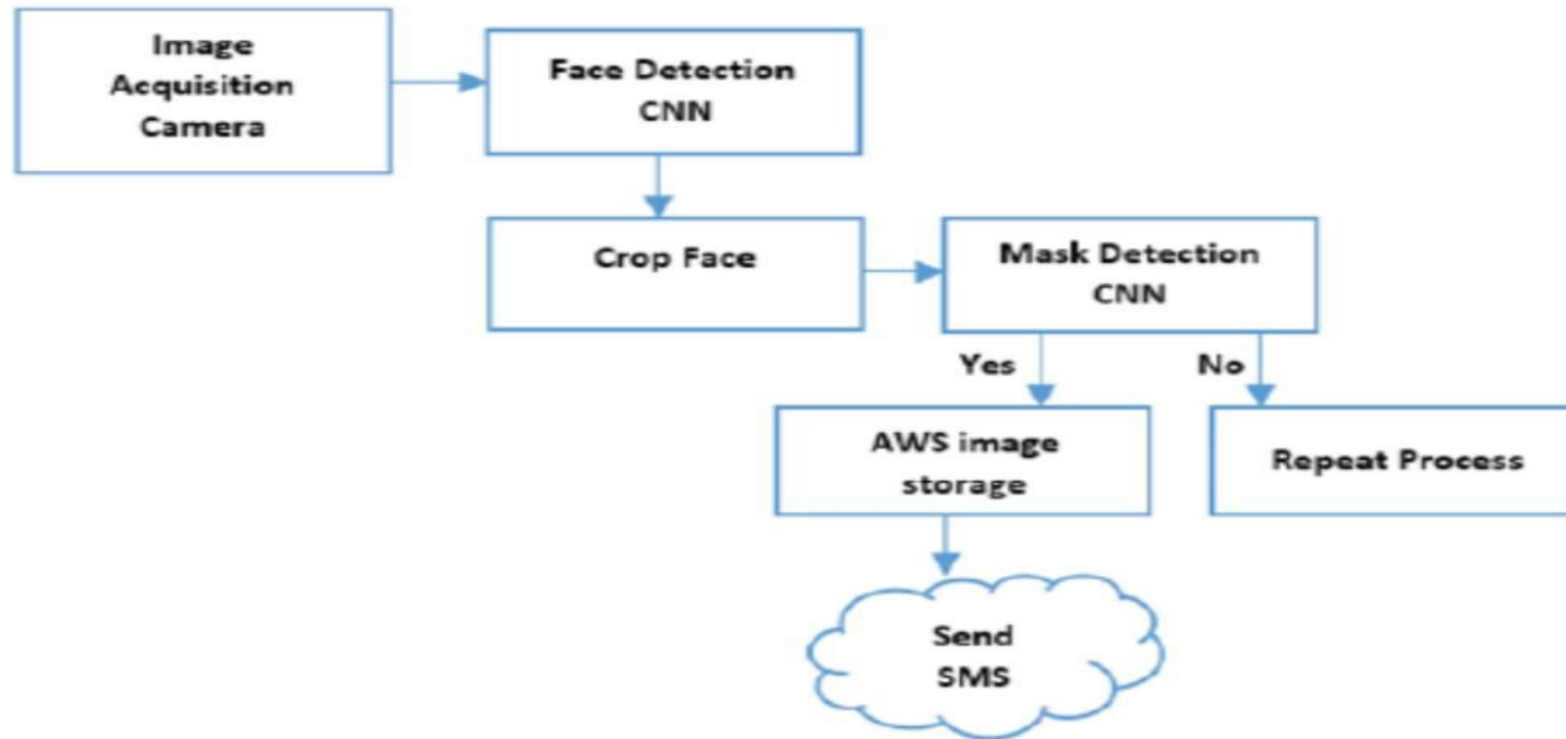 Image
Acquisition
Camera
Face Detection
CNN
Crop Face
Mask Detection
CNN
Yes
No
AWS image
storage
Repeat Process
Send
SMS